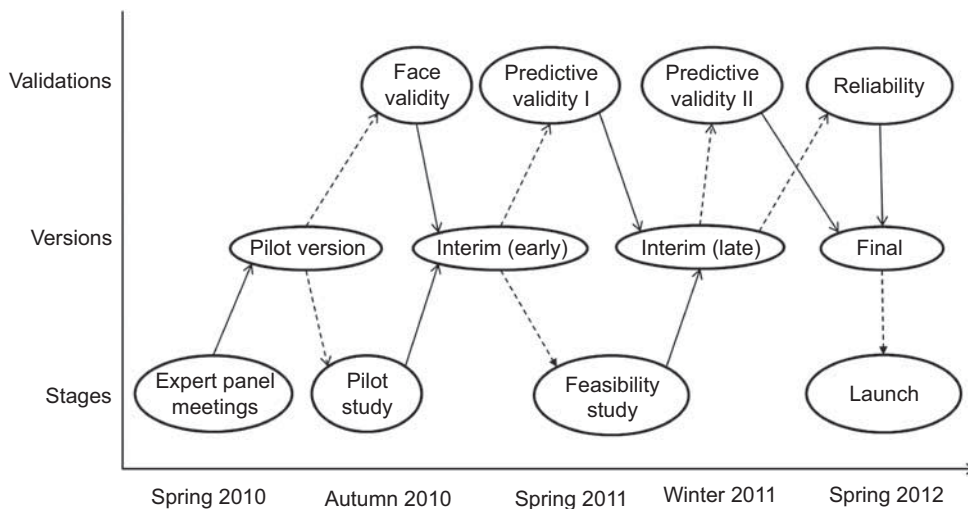 Validations
Face
validity
Predictive
validity I
Predictive
validity II
Reliability
Versions
Pilot version
Interim (early)
Interim (late)
Final
Stages
Expert panel
meetings
Pilot
study
Feasibility
study
Launch
Spring 2010
Autumn 2010
Spring 2011
Winter 2011
Spring 2012